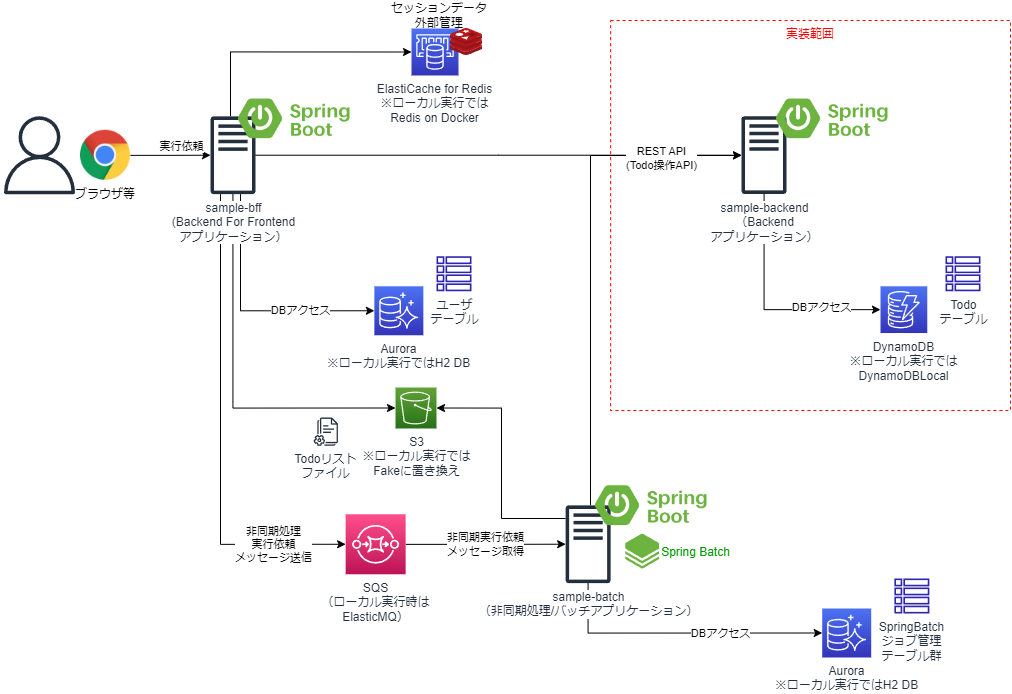 セッションデータ
外部管理
ElastiCache for Redis
※ローカル実行では
Redis on Docker
実装範囲
Spring
Boot
実行依頼
ブラウザ等
sample-bff
(Backend For Frontend
アプリケーション）
REST API
(Todo操作API)
Spring
Boot
sample-backend
（Backend
アプリケーション）
DBアクセス
ユーザ
テーブル
Aurora
※ローカル実行ではH2 DB
DBアクセス
Todo
テーブル
DynamoDB
※ローカル実行では
DynamoDBLocal
S3
※ローカル実行では
Fakeに置き換え
Todoリスト
ファイル
非同期処理
実行依頼
メッセージ送信
SQS
（ローカル実行時は
ElasticMQ）
非同期実行依頼
メッセージ取得
Spring
Boot
Spring Batch
sample-batch
（非同期処理/バッチアプリケーション）
DBアクセス
SpringBatch
ジョブ管理
テーブル群
Aurora
※ローカル実行ではH2 DB